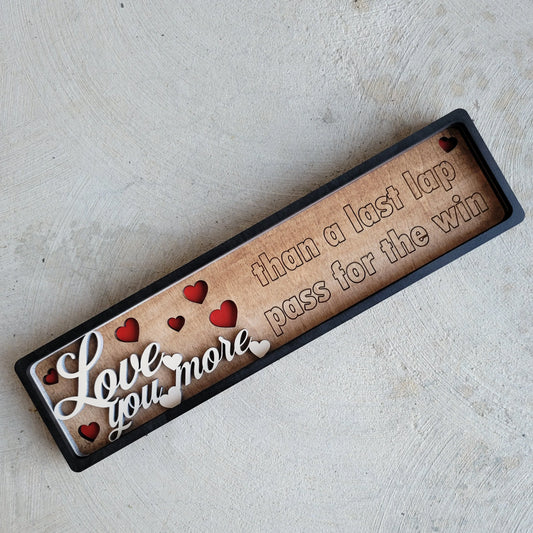 Love
you more
than a last lap
pass for the win